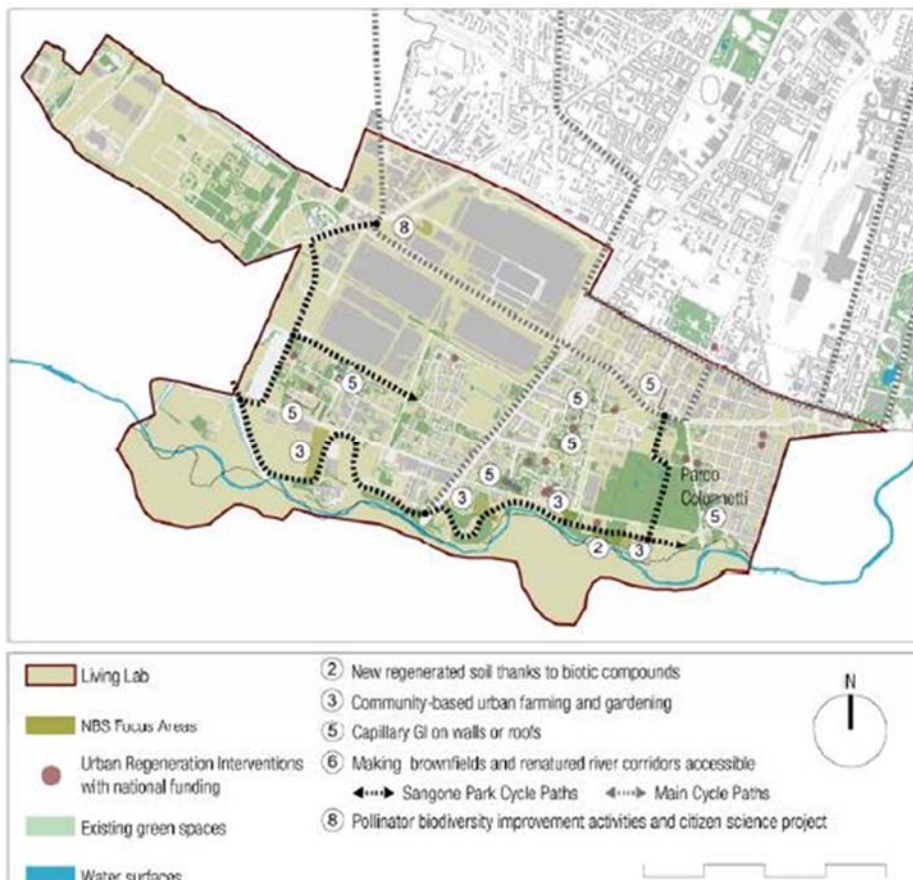 8
5
5
5
3
5
5
3
3
5
2
3
Parco
Colonnetti
Living Lab
NBS Focus Areas
Urban Regeneration Interventions
with national funding
Existing green spaces
Water surfaces
2 New regenerated soil thanks to biotic compounds
3 Community-based urban farming and gardening
5 Capillary GI on walls or roofs
6 Making brownfields and renatured river corridors accessible
Sangone Park Cycle Paths
Main Cycle Paths
8 Pollinator biodiversity improvement activities and citizen science project
N